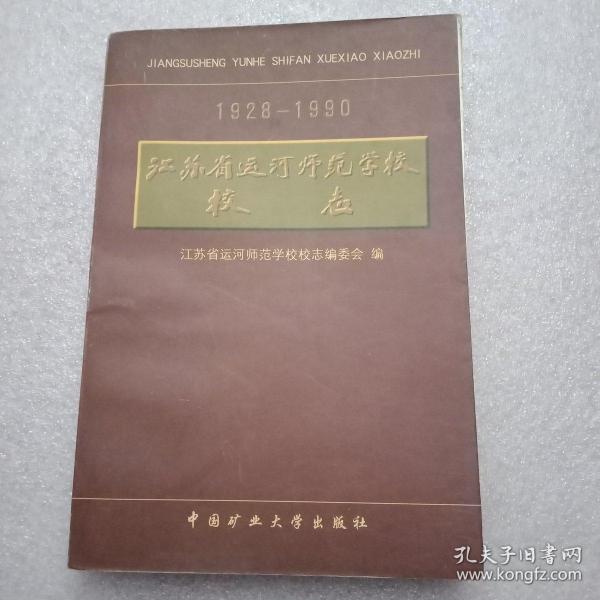 JIANGSUSHENG YUNHE SHIFAN XUEXIAO XIAOZHI
1928-1990
江苏省运河师范学校
校志
江苏省运河师范学校校志编委会 编
中国矿业大学出版社
孔夫子旧书网
www.kongfz.com